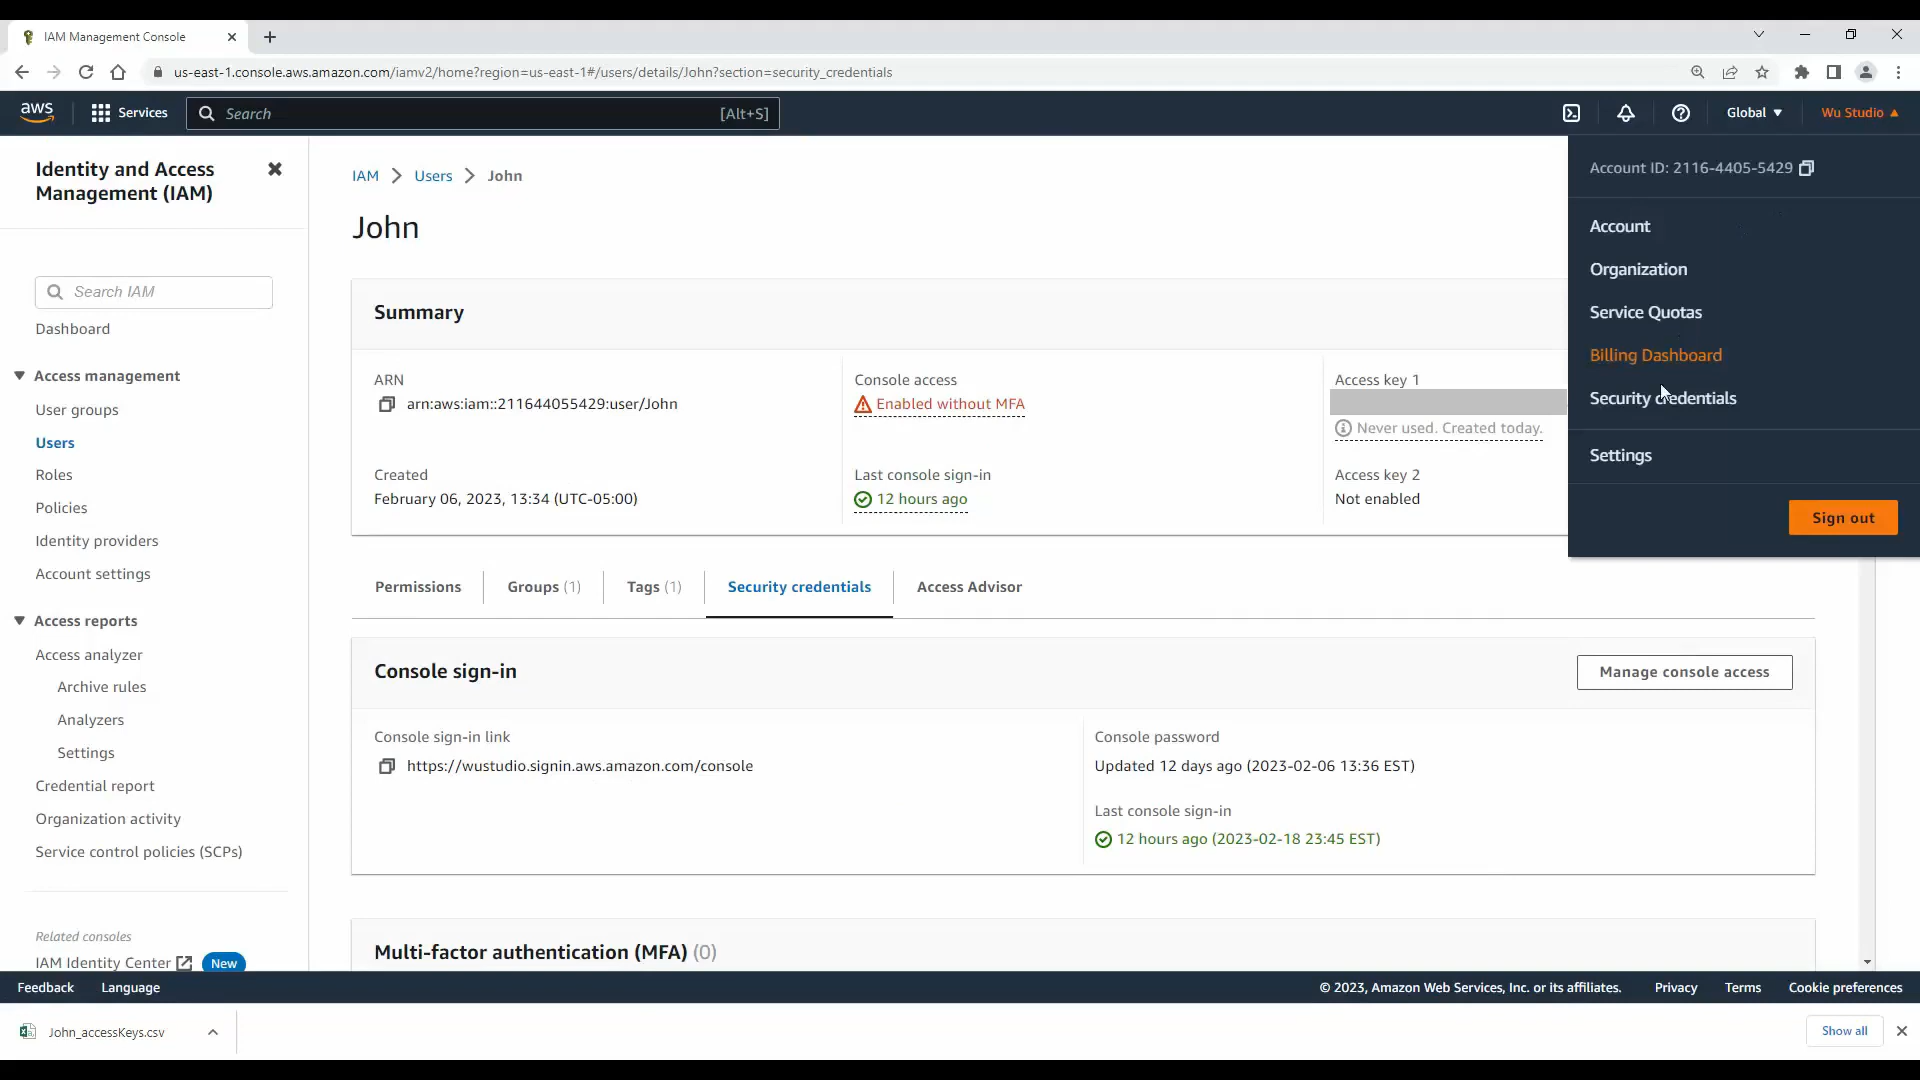 IAM Management Console
us-east-1.console.aws.amazon.com/iamv2/home?region=us-east-1#/users/details/John?section=security_credentials
aws
Services
Search
[Alt+S]
Global
Wu Studio
Identity and Access
Management (IAM)
Search IAM
Dashboard
Access management
User groups
Users
Roles
Policies
Identity providers
Account settings
Access reports
Access analyzer
Archive rules
Analyzers
Settings
Credential report
Organization activity
Service control policies (SCPs)
Related consoles
IAM Identity Center
New
IAM
Users
John
John
Summary
ARN
arn:aws:iam::211644055429:user/John
Console access
Enabled without MFA
Access key 1
Never used. Created today.
Created
February 06, 2023, 13:34 (UTC-05:00)
Last console sign-in
12 hours ago
Access key 2
Not enabled
Account ID: 2116-4405-5429
Account
Organization
Service Quotas
Billing Dashboard
Security credentials
Settings
Sign out
Permissions
Groups (1)
Tags (1)
Security credentials
Access Advisor
Console sign-in
Manage console access
Console sign-in link
https://wustudio.signin.aws.amazon.com/console
Console password
Updated 12 days ago (2023-02-06 13:36 EST)
Last console sign-in
12 hours ago (2023-02-18 23:45 EST)
Multi-factor authentication (MFA) (0)
Feedback
Language
© 2023, Amazon Web Services, Inc. or its affiliates.
Privacy
Terms
Cookie preferences
John_accessKeys.csv
Show all